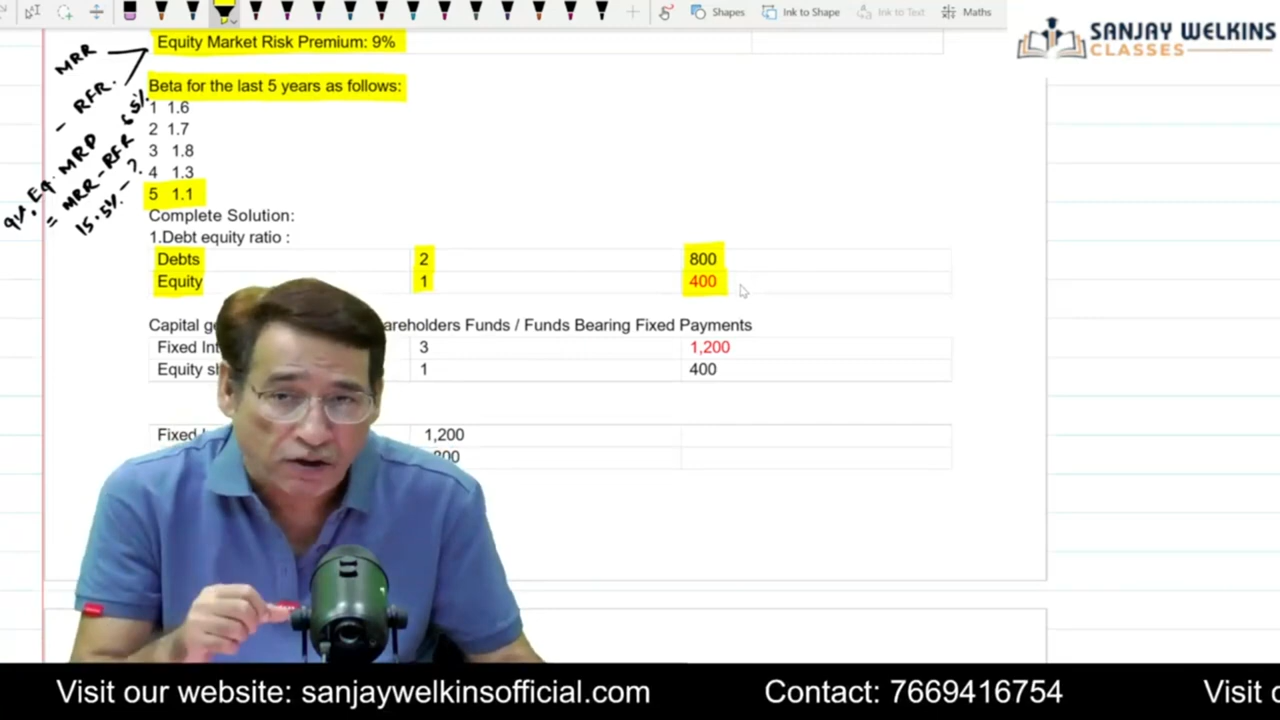 Shapes
Ink to Shape
Ink to Text
Maths
SANJAY WELKINS
CLASSES
Equity Market Risk Premium: 9%
MRR
- RFR.
Beta for the last 5 years as follows:
1 1.6
2 1.7
3 1.8
4 1.3
5 1.1
9%. Eq. MRP
= MRR - RFR
15.5% - ?
Complete Solution:
1.Debt equity ratio :
Debts 2 800
Equity 1 400
Capital areholders Funds / Funds Bearing Fixed Payments
Fixed Int 3 1,200
Equity 1 400
Fixed 1,200
Visit our website: sanjaywelkinsofficial.com Contact: 7669416754 Visit